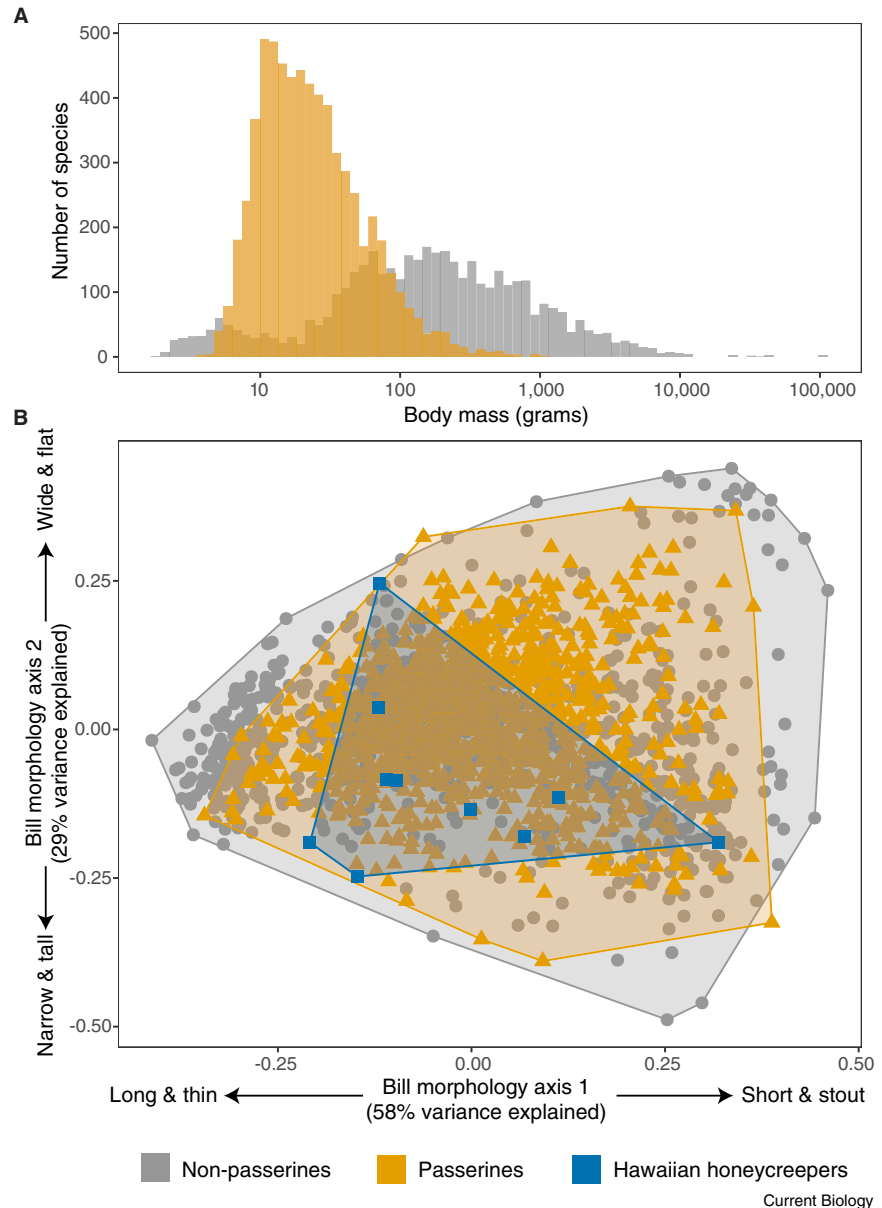 A
500
400
300
200
100
0
Number of species
10
100
1,000
10,000
100,000
Body mass (grams)
B
Wide & flat
Bill morphology axis 2
(29% variance explained)
Narrow & tall
0.25
0.00
-0.25
-0.50
-0.25
0.00
0.25
0.50
Long & thin
Bill morphology axis 1
(58% variance explained)
Short & stout
Non-passerines
Passerines
Hawaiian honeycreepers
Current Biology